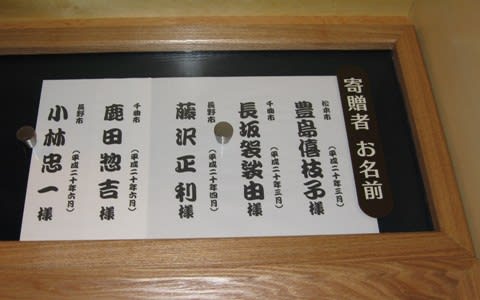 寄贈者 お名前
松本市
(平成二十年三月)
豊島僖枝子様
千曲市
(平成二十年三月)
長坂袈裟由様
長野市
(平成二十年四月)
藤沢正利様
千曲市
(平成二十年六月)
鹿田惣吉様
長野市
(平成二十年六月)
小林忠一様